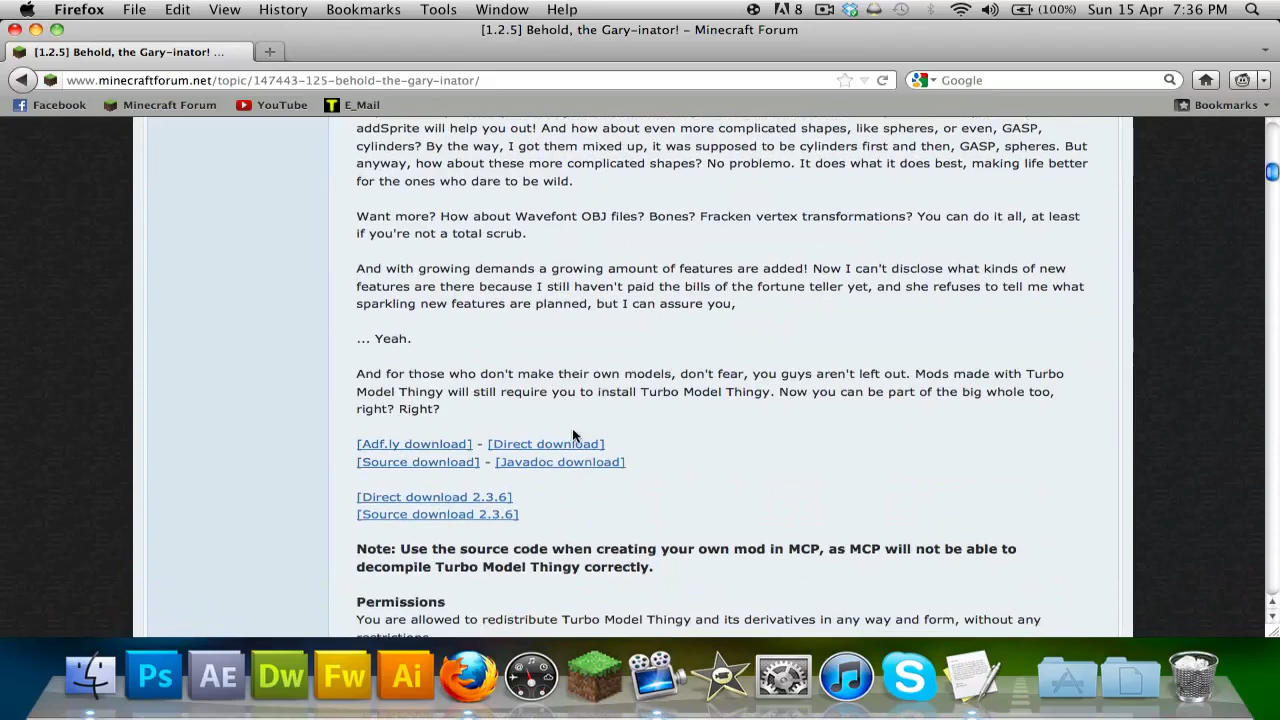 Firefox File Edit View History Bookmarks Tools Window Help 8 (100%) Sun 15 Apr 7:36 PM
[1.2.5] Behold, the Gary-inator! - Minecraft Forum
[1.2.5] Behold, the Gary-inator! ...
www.minecraftforum.net/topic/147443-125-behold-the-gary-inator/ Google
Facebook Minecraft Forum YouTube T E_Mail Bookmarks
addSprite will help you out! And how about even more complicated shapes, like spheres, or even, GASP,
cylinders? By the way, I got them mixed up, it was supposed to be cylinders first and then, GASP, spheres. But
anyway, how about these more complicated shapes? No problemo. It does what it does best, making life better
for the ones who dare to be wild.
Want more? How about Wavefont OBJ files? Bones? Fracken vertex transformations? You can do it all, at least
if you're not a total scrub.
And with growing demands a growing amount of features are added! Now I can't disclose what kinds of new
features are there because I still haven't paid the bills of the fortune teller yet, and she refuses to tell me what
sparkling new features are planned, but I can assure you,
... Yeah.
And for those who don't make their own models, don't fear, you guys aren't left out. Mods made with Turbo
Model Thingy will still require you to install Turbo Model Thingy. Now you can be part of the big whole too,
right? Right?
[Adf.ly download] - [Direct download]
[Source download] - [Javadoc download]
[Direct download 2.3.6]
[Source download 2.3.6]
Note: Use the source code when creating your own mod in MCP, as MCP will not be able to
decompile Turbo Model Thingy correctly.
Permissions
You are allowed to redistribute Turbo Model Thingy and its derivatives in any way and form, without any
restrictions
Ps AE Dw Fw Ai